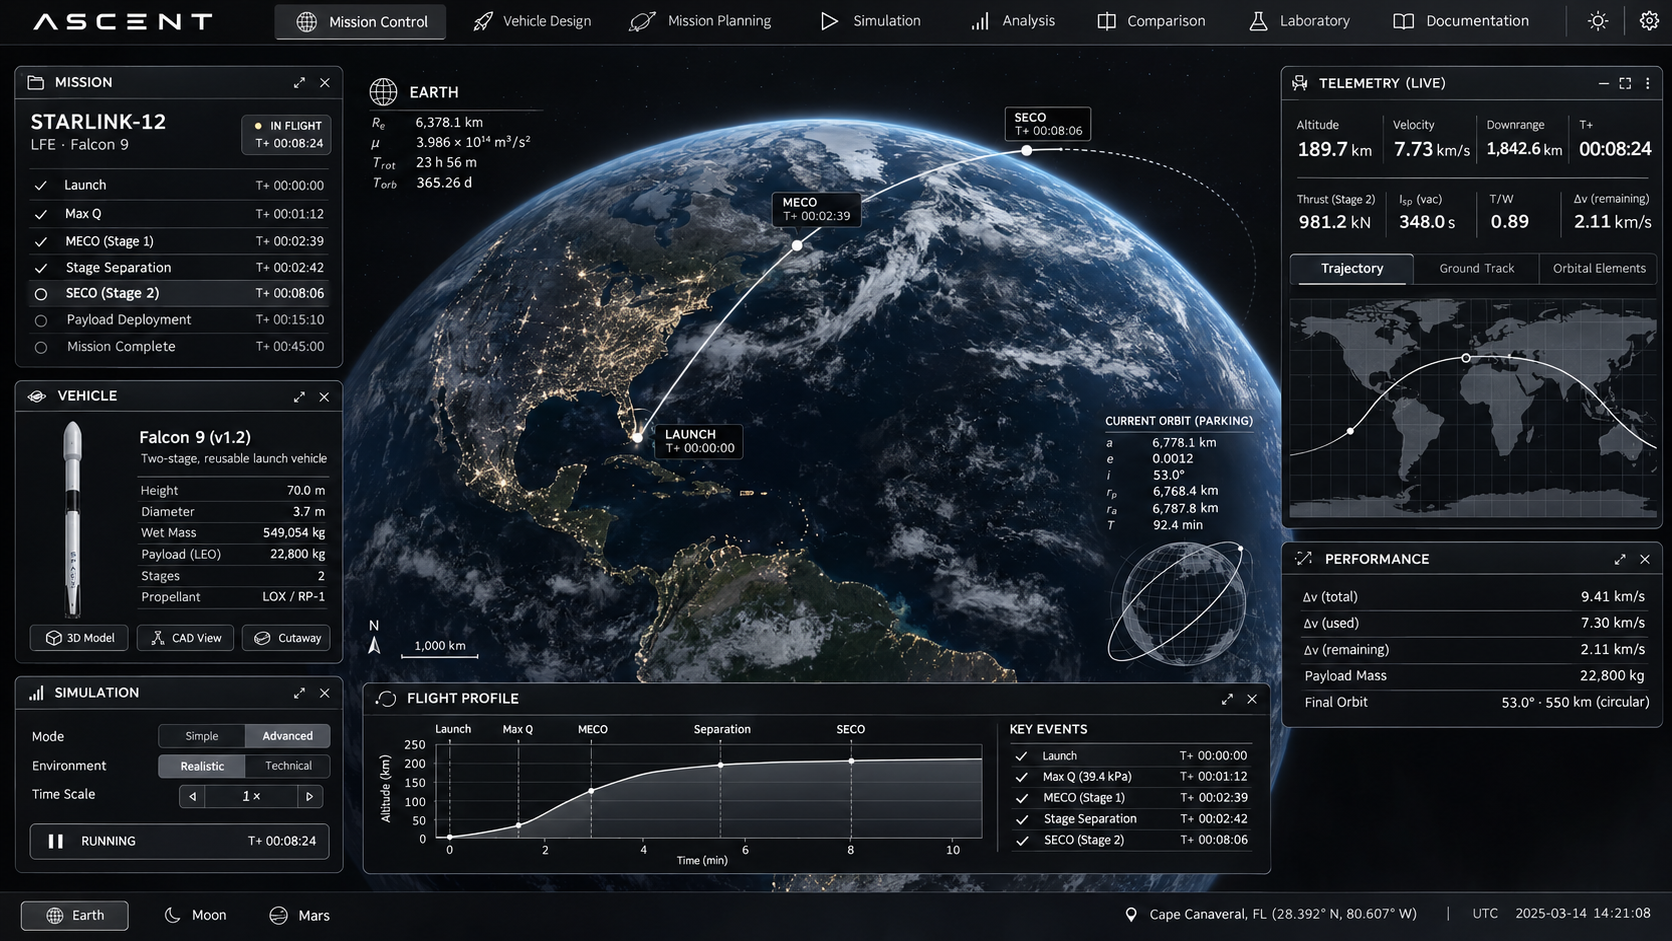 ASCENT
Mission Control
Vehicle Design
Mission Planning
Simulation
Analysis
Comparison
Laboratory
Documentation
MISSION
STARLINK-12
LFE · Falcon 9
IN FLIGHT
T+ 00:08:24
Launch T+ 00:00:00
Max Q T+ 00:01:12
MECO (Stage 1) T+ 00:02:39
Stage Separation T+ 00:02:42
SECO (Stage 2) T+ 00:08:06
Payload Deployment T+ 00:15:10
Mission Complete T+ 00:45:00
VEHICLE
Falcon 9 (v1.2)
Two-stage, reusable launch vehicle
Height 70.0 m
Diameter 3.7 m
Wet Mass 549,054 kg
Payload (LEO) 22,800 kg
Stages 2
Propellant LOX / RP-1
3D Model
CAD View
Cutaway
SIMULATION
Mode Simple Advanced
Environment Realistic Technical
Time Scale 1 ×
RUNNING T+ 00:08:24
EARTH
Re 6,378.1 km
μ 3.986 × 10¹⁴ m³/s²
Trot 23 h 56 m
Torb 365.26 d
SECO
T+ 00:08:06
MECO
T+ 00:02:39
LAUNCH
T+ 00:00:00
CURRENT ORBIT (PARKING)
a 6,778.1 km
e 0.0012
i 53.0°
rp 6,768.4 km
ra 6,787.8 km
T 92.4 min
N
1,000 km
FLIGHT PROFILE
Launch Max Q MECO Separation SECO
Altitude (km)
250
200
150
100
50
0
0 2 4 6 8 10
Time (min)
KEY EVENTS
Launch T+ 00:00:00
Max Q (39.4 kPa) T+ 00:01:12
MECO (Stage 1) T+ 00:02:39
Stage Separation T+ 00:02:42
SECO (Stage 2) T+ 00:08:06
TELEMETRY (LIVE)
Altitude Velocity Downrange T+
189.7 km 7.73 km/s 1,842.6 km 00:08:24
Thrust (Stage 2) Isp (vac) T/W Δv (remaining)
981.2 kN 348.0 s 0.89 2.11 km/s
Trajectory Ground Track Orbital Elements
PERFORMANCE
Δv (total) 9.41 km/s
Δv (used) 7.30 km/s
Δv (remaining) 2.11 km/s
Payload Mass 22,800 kg
Final Orbit 53.0° · 550 km (circular)
Earth
Moon
Mars
Cape Canaveral, FL (28.392° N, 80.607° W) | UTC 2025-03-14 14:21:08